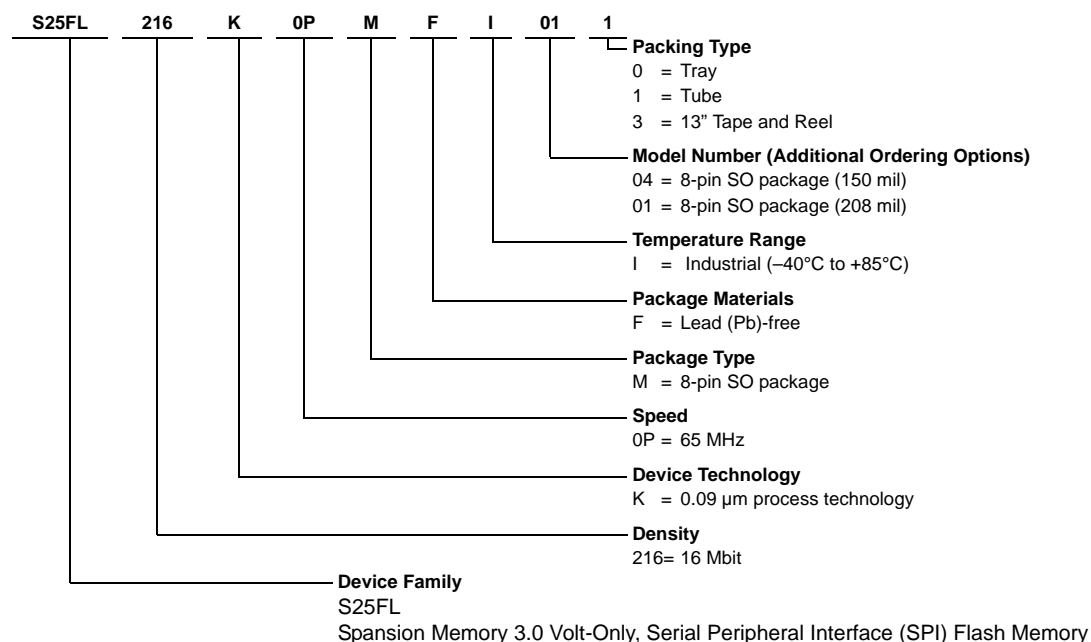 S25FL 216 K 0P M F I 01 1
Packing Type
0 = Tray
1 = Tube
3 = 13” Tape and Reel
Model Number (Additional Ordering Options)
04 = 8-pin SO package (150 mil)
01 = 8-pin SO package (208 mil)
Temperature Range
I = Industrial (–40°C to +85°C)
Package Materials
F = Lead (Pb)-free
Package Type
M = 8-pin SO package
Speed
0P = 65 MHz
Device Technology
K = 0.09 µm process technology
Density
216= 16 Mbit
Device Family
S25FL
Spansion Memory 3.0 Volt-Only, Serial Peripheral Interface (SPI) Flash Memory